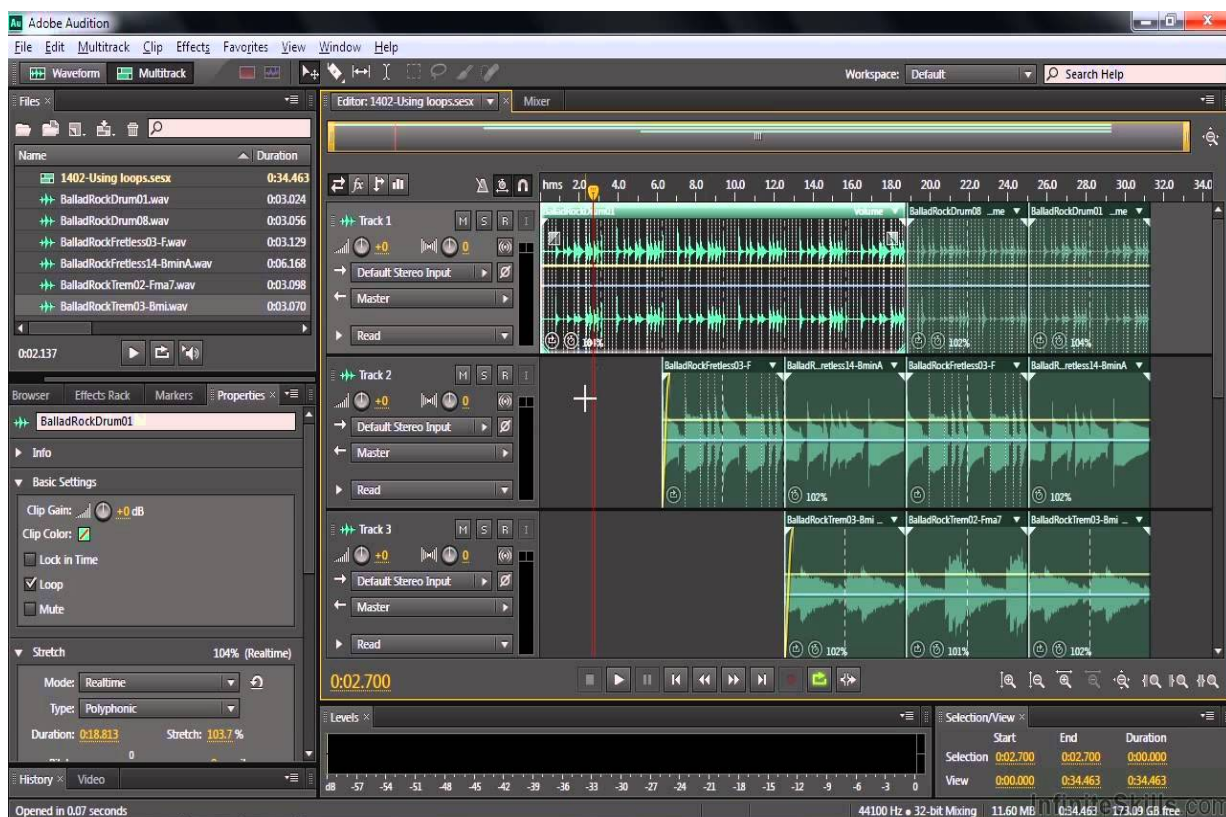 Au Adobe Audition
File Edit Multitrack Clip Effects Favorites View Window Help
Waveform Multitrack Workspace: Default Search Help
Files
Name Duration
1402-Using loops.sesx 0:34.463
BalladRockDrum01.wav 0:03.024
BalladRockDrum08.wav 0:03.056
BalladRockFretless03-F.wav 0:03.129
BalladRockFretless14-BminA.wav 0:06.168
BalladRockTrem02-Fma7.wav 0:03.098
BalladRockTrem03-Bmi.wav 0:03.070
0:02.137
Browser Effects Rack Markers Properties
BalladRockDrum01
Info
Basic Settings
Clip Gain: +0 dB
Clip Color:
Lock in Time
Loop
Mute
Stretch 104% (Realtime)
Mode: Realtime
Type: Polyphonic
Duration: 0:18.813 Stretch: 103.7 %
0
History Video
Opened in 0.07 seconds
Editor: 1402-Using loops.sesx Mixer
hms 2.0 4.0 6.0 8.0 10.0 12.0 14.0 16.0 18.0 20.0 22.0 24.0 26.0 28.0 30.0 32.0 34.0
Track 1 M S R I
+0 0
Default Stereo Input
Master
Read
BalladRockDrum01 Volume BalladRockDrum08 ...me BalladRockDrum01 ...me
104% 102% 104%
Track 2 M S R I
+0 0
Default Stereo Input
Master
Read
BalladRockFretless03-F BalladR...retless14-BminA BalladRockFretless03-F BalladR...retless14-BminA
102% 102%
Track 3 M S R I
+0 0
Default Stereo Input
Master
Read
BalladRockTrem03-Bmi ... BalladRockTrem02-Fma7 BalladRockTrem03-Bmi ...
102% 101% 102%
0:02.700
Levels
dB -57 -54 -51 -48 -45 -42 -39 -36 -33 -30 -27 -24 -21 -18 -15 -12 -9 -6 -3 0
Selection/View
Start End Duration
Selection 0:02.700 0:02.700 0:00.000
View 0:00.000 0:34.463 0:34.463
44100 Hz • 32-bit Mixing 11.60 MB 0:34.463 173.09 GB free
InfiniteSkills.com